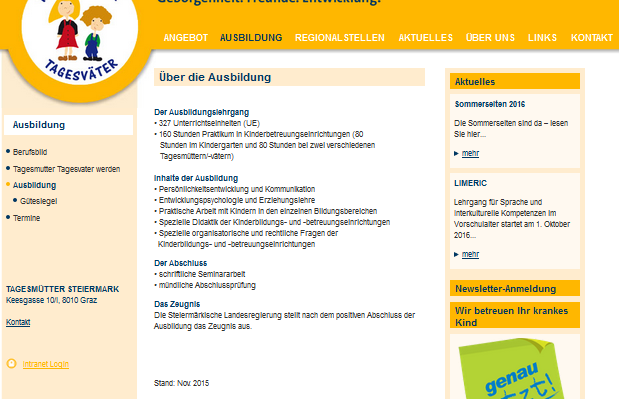 Geborgenheit. Freunde. Entwicklung.
TAGESVÄTER
ANGEBOT AUSBILDUNG REGIONALSTELLEN AKTUELLES ÜBER UNS LINKS KONTAKT
Ausbildung
Berufsbild
Tagesmutter Tagesvater werden
Ausbildung
Gütesiegel
Termine
TAGESMÜTTER STEIERMARK
Keesgasse 10/I, 8010 Graz
Kontakt
Intranet Login
Über die Ausbildung
Der Ausbildungslehrgang
• 327 Unterrichtseinheiten (UE)
• 160 Stunden Praktikum in Kinderbetreuungseinrichtungen (80
Stunden im Kindergarten und 80 Stunden bei zwei verschiedenen
Tagesmüttern/-vätern)
Inhalte der Ausbildung
• Persönlichkeitsentwicklung und Kommunikation
• Entwicklungspsychologie und Erziehungslehre
• Praktische Arbeit mit Kindern in den einzelnen Bildungsbereichen
• Spezielle Didaktik der Kinderbildungs- und -betreuungseinrichtungen
• Spezielle organisatorische und rechtliche Fragen der
Kinderbildungs- und -betreuungseinrichtungen
Der Abschluss
• schriftliche Seminararbeit
• mündliche Abschlussprüfung
Das Zeugnis
Die Steiermärkische Landesregierung stellt nach dem positiven Abschluss der
Ausbildung das Zeugnis aus.
Stand: Nov. 2015
Aktuelles
Sommerseiten 2016
Die Sommerseiten sind da – lesen
Sie hier...
mehr
LIMERIC
Lehrgang für Sprache und
Interkulturelle Kompetenzen im
Vorschulalter startet am 1. Oktober
2016...
mehr
Newsletter-Anmeldung
Wir betreuen Ihr krankes
Kind
genau
jetzt!